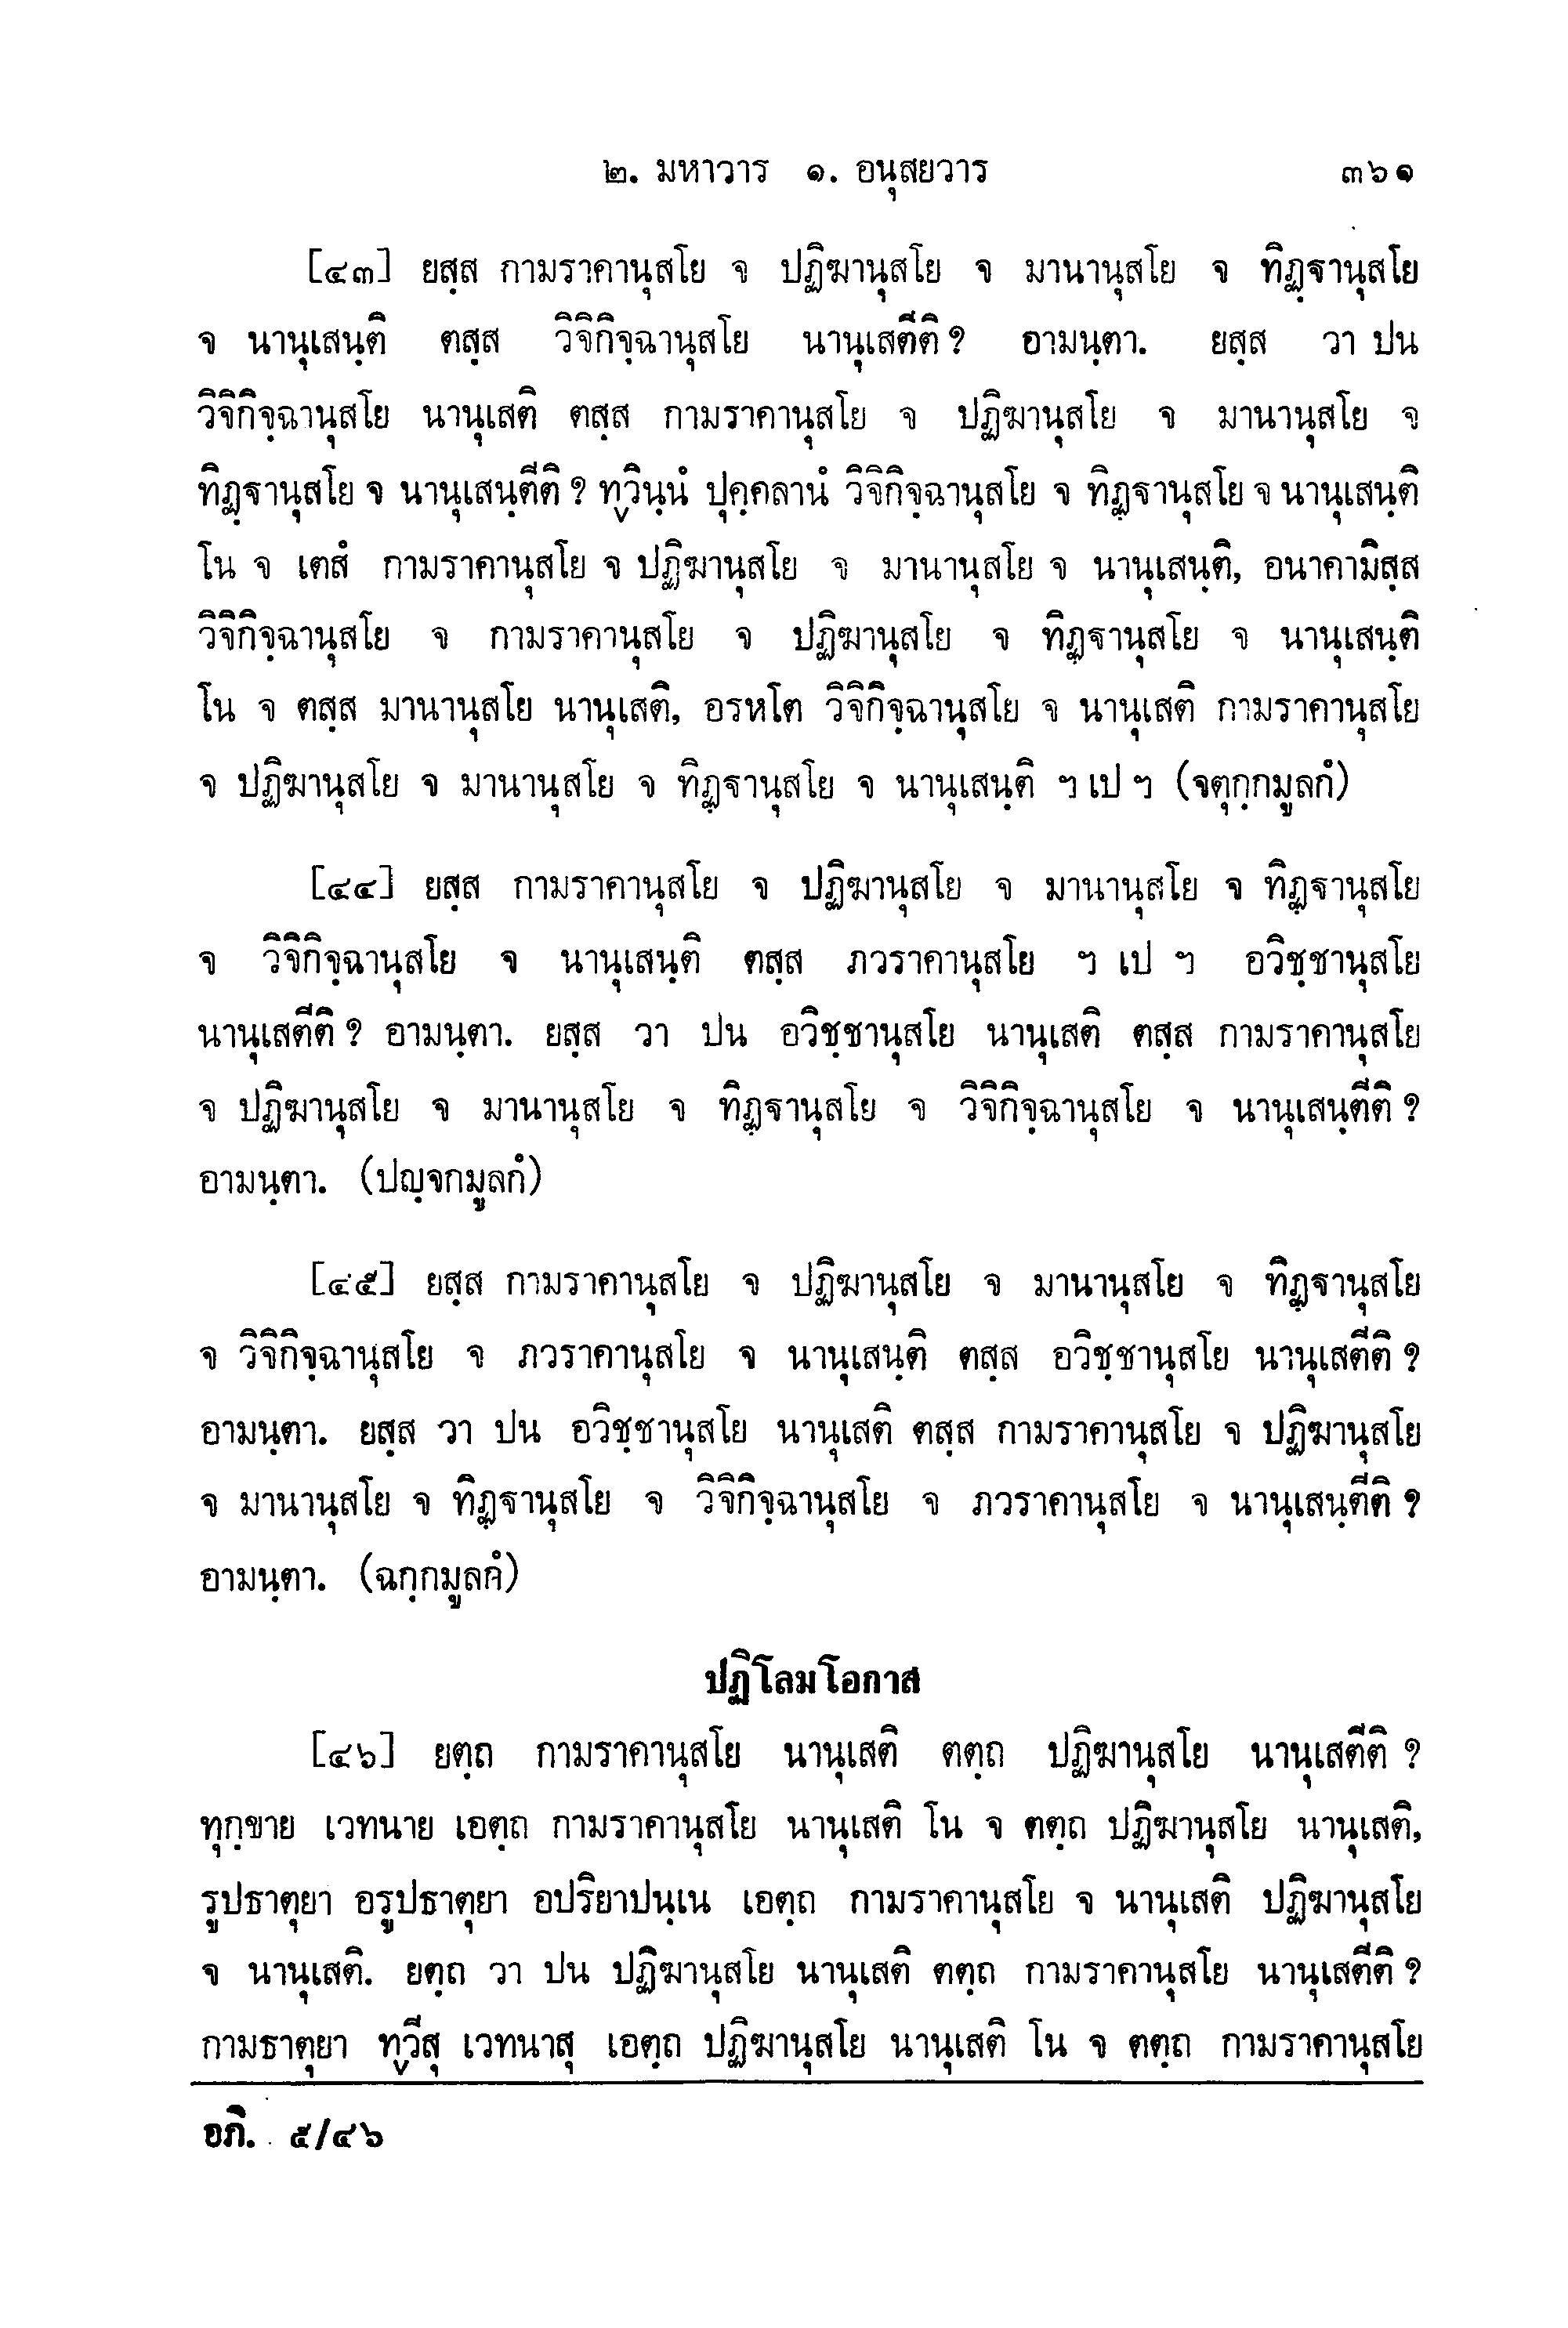 ๒. มหาวาร ๑. อนุสยวาร ๓๖๑
[๔๓] ยสฺส กามราคานุสโย จ ปฏิฆานุสโย จ มานานุสโย จ ทิฏฺฐานุสโย
จ นานุเสนฺติ ตสฺส วิจิกิจฺฉานุสโย นานุเสตีติ ? อามนฺตา. ยสฺส วา ปน
วิจิกิจฺฉานุสโย นานุเสติ ตสฺส กามราคานุสโย จ ปฏิฆานุสโย จ มานานุสโย จ
ทิฏฺฐานุสโย จ นานุเสนฺตีติ ? ทฺวินฺนํ ปุคฺคลานํ วิจิกิจฺฉานุสโย จ ทิฏฺฐานุสโย จ นานุเสนฺติ
โน จ เตสํ กามราคานุสโย จ ปฏิฆานุสโย จ มานานุสโย จ นานุเสนฺติ, อนาคามิสฺส
วิจิกิจฺฉานุสโย จ กามราคานุสโย จ ปฏิฆานุสโย จ ทิฏฺฐานุสโย จ นานุเสนฺติ
โน จ ตสฺส มานานุสโย นานุเสติ, อรหโต วิจิกิจฺฉานุสโย จ นานุเสติ กามราคานุสโย
จ ปฏิฆานุสโย จ มานานุสโย จ ทิฏฺฐานุสโย จ นานุเสนฺติ ฯ เป ฯ (จตุกฺกมูลกํ)
[๔๔] ยสฺส กามราคานุสโย จ ปฏิฆานุสโย จ มานานุสโย จ ทิฏฺฐานุสโย
จ วิจิกิจฺฉานุสโย จ นานุเสนฺติ ตสฺส ภวราคานุสโย ฯ เป ฯ อวิชฺชานุสโย
นานุเสตีติ ? อามนฺตา. ยสฺส วา ปน อวิชฺชานุสโย นานุเสติ ตสฺส กามราคานุสโย
จ ปฏิฆานุสโย จ มานานุสโย จ ทิฏฺฐานุสโย จ วิจิกิจฺฉานุสโย จ นานุเสนฺตีติ ?
อามนฺตา. (ปญฺจกมูลกํ)
[๔๕] ยสฺส กามราคานุสโย จ ปฏิฆานุสโย จ มานานุสโย จ ทิฏฺฐานุสโย
จ วิจิกิจฺฉานุสโย จ ภวราคานุสโย จ นานุเสนฺติ ตสฺส อวิชฺชานุสโย นานุเสตีติ ?
อามนฺตา. ยสฺส วา ปน อวิชฺชานุสโย นานุเสติ ตสฺส กามราคานุสโย จ ปฏิฆานุสโย
จ มานานุสโย จ ทิฏฺฐานุสโย จ วิจิกิจฺฉานุสโย จ ภวราคานุสโย จ นานุเสนฺตีติ ?
อามนฺตา. (ฉกฺกมูลกํ)
ปฏิโลมโอกาส
[๔๖] ยตฺถ กามราคานุสโย นานุเสติ ตตฺถ ปฏิฆานุสโย นานุเสตีติ ?
ทุกฺขาย เวทนาย เอตฺถ กามราคานุสโย นานุเสติ โน จ ตตฺถ ปฏิฆานุสโย นานุเสติ,
รูปธาตุยา อรูปธาตุยา อปริยาปนฺเน เอตฺถ กามราคานุสโย จ นานุเสติ ปฏิฆานุสโย
จ นานุเสติ. ยตฺถ วา ปน ปฏิฆานุสโย นานุเสติ ตตฺถ กามราคานุสโย นานุเสตีติ ?
กามธาตุยา ทฺวีสุ เวทนาสุ เอตฺถ ปฏิฆานุสโย นานุเสติ โน จ ตตฺถ กามราคานุสโย
อภิ. ๕/๔๖